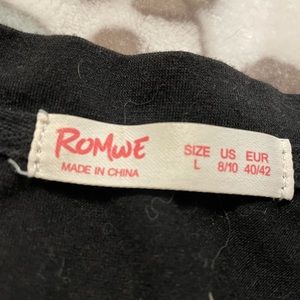 ROMWE
MADE IN CHINA
SIZE US EUR
L 8/10 40/42